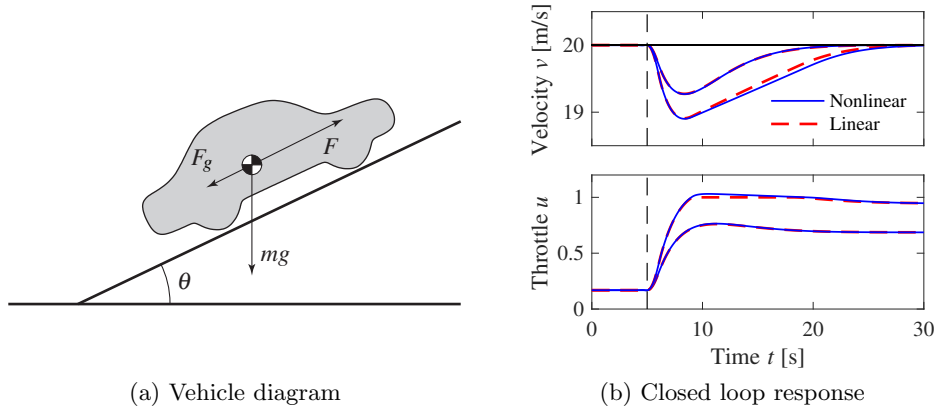 F
F_g
mg
θ
(a) Vehicle diagram
Velocity v [m/s]
20
19
Nonlinear
Linear
Throttle u
1
0.5
0
0
10
20
30
Time t [s]
(b) Closed loop response